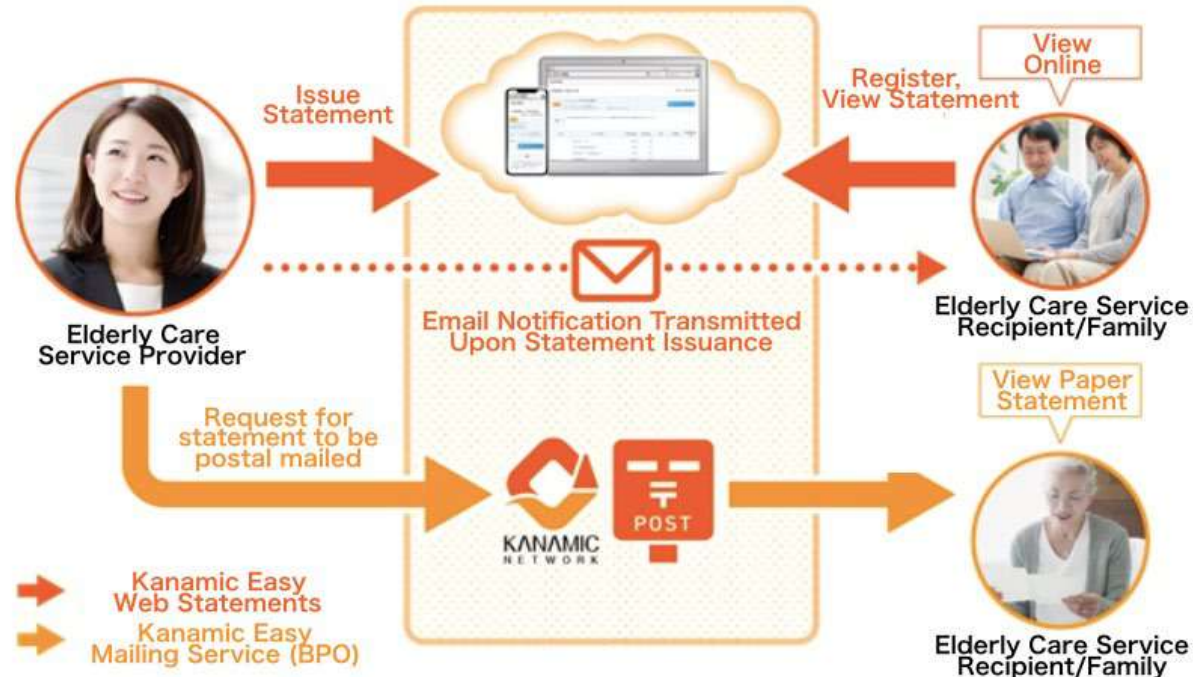 Issue
Statement
Register,
View Statement
View
Online
Elderly Care
Service Provider
Email Notification Transmitted
Upon Statement Issuance
Elderly Care Service
Recipient/Family
Request for
statement to be
postal mailed
KANAMIC
NETWORK
〒
POST
View Paper
Statement
Kanamic Easy
Web Statements
Kanamic Easy
Mailing Service (BPO)
Elderly Care Service
Recipient/Family